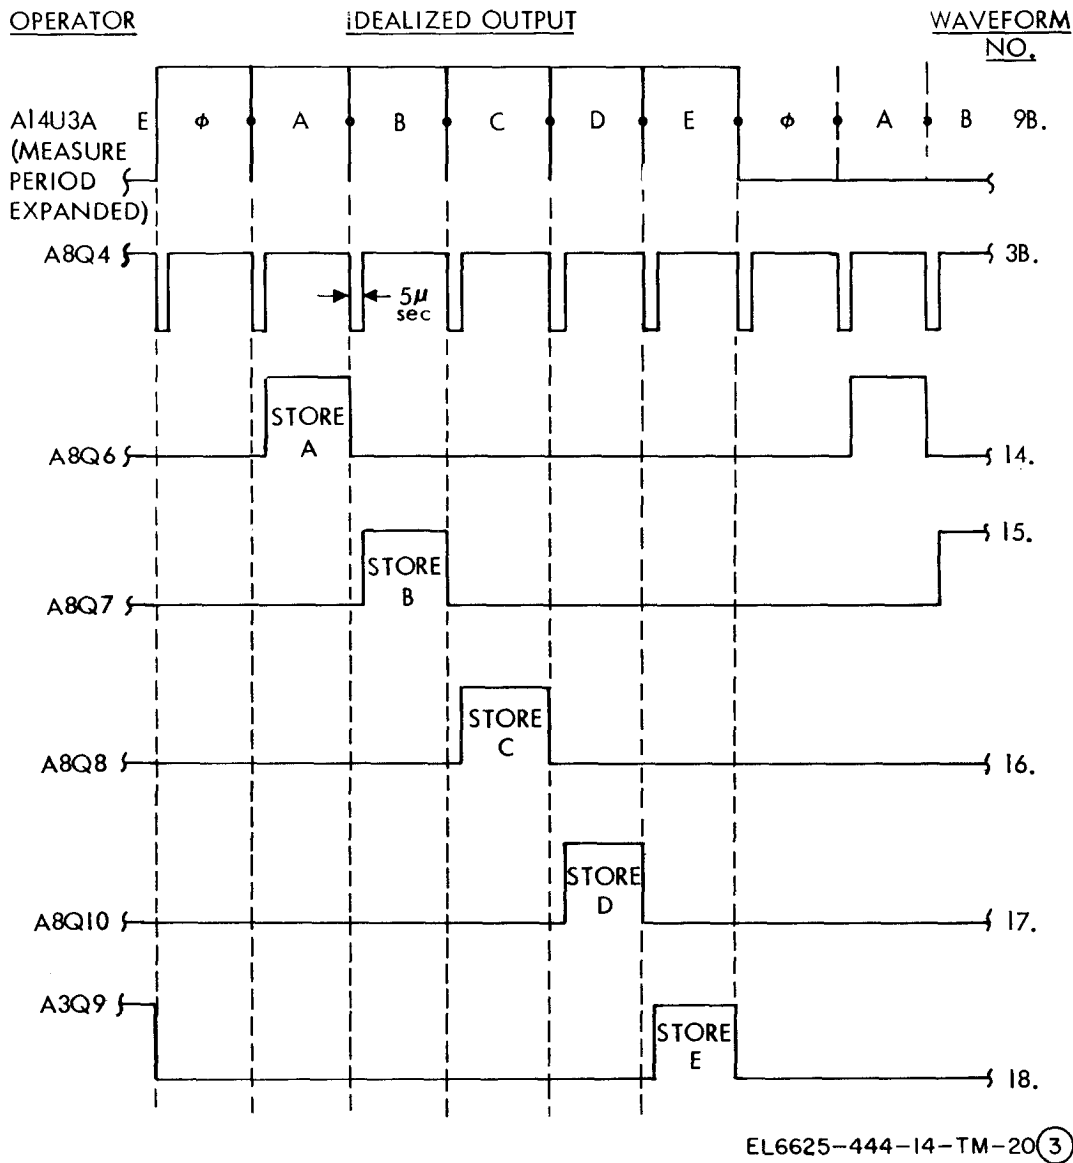 OPERATOR IDEALIZED OUTPUT WAVEFORM NO.
A14U3A (MEASURE PERIOD EXPANDED) E ϕ A B C D E ϕ A B 9B.
A8Q4 3B.
5μ sec
STORE A
A8Q6 14.
15.
STORE B
A8Q7
STORE C
A8Q8 16.
STORE D
A8Q10 17.
A3Q9
STORE E
18.
EL6625-444-14-TM-20 3